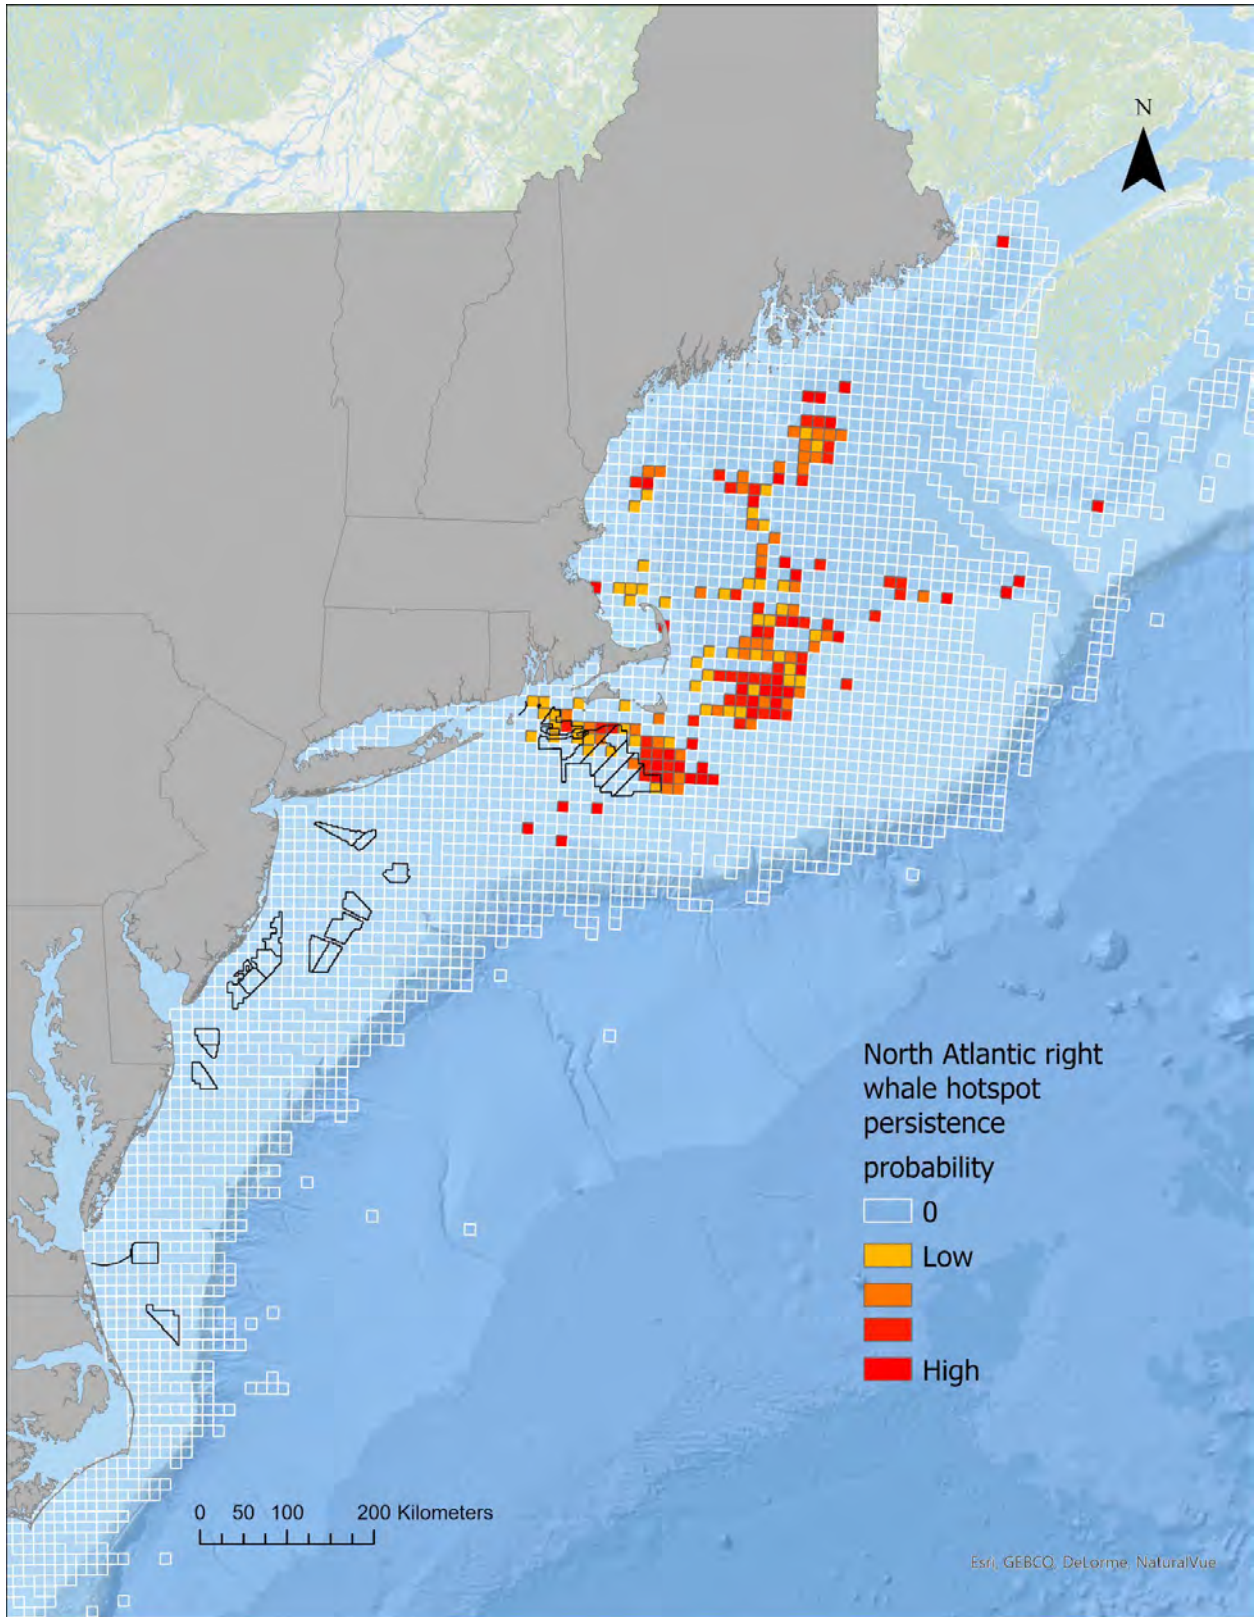 N
North Atlantic right
whale hotspot
persistence
probability
0
Low
High
0 50 100 200 Kilometers
Esri, GEBCO, DeLorme, NaturalVue